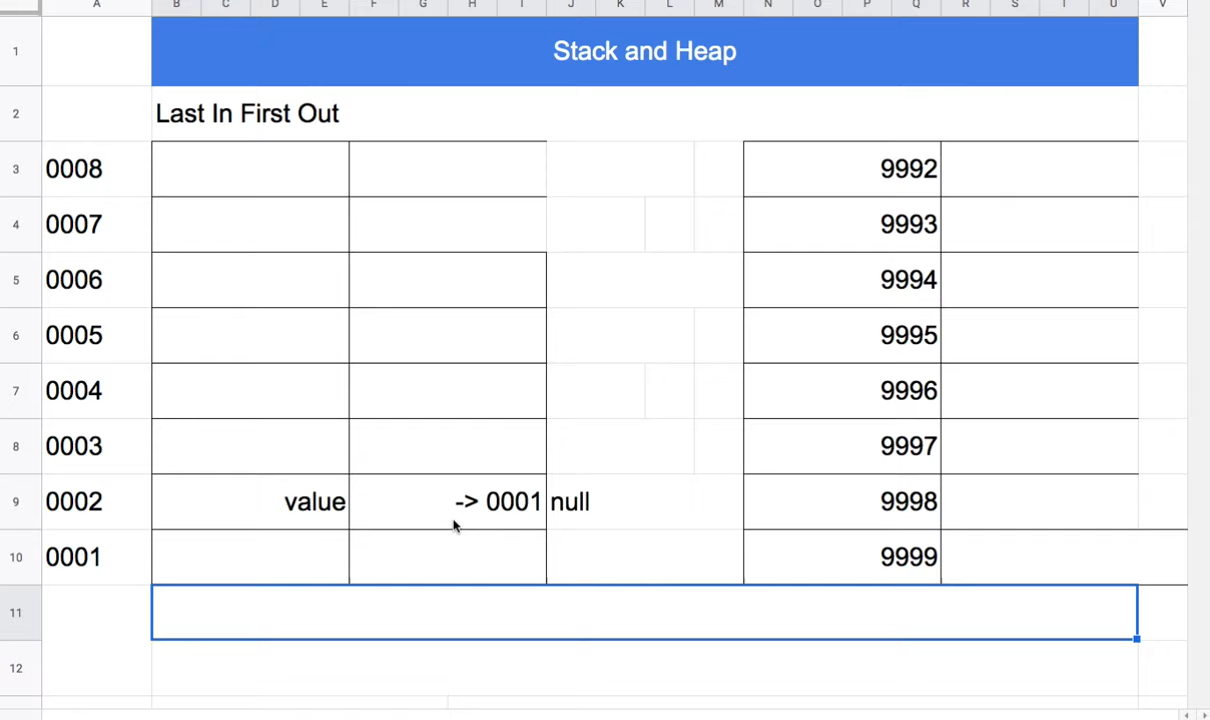 A B C D E F G H I J K L M N O P Q R S T U V
1 Stack and Heap
2 Last In First Out
3 0008 9992
4 0007 9993
5 0006 9994
6 0005 9995
7 0004 9996
8 0003 9997
9 0002 value -> 0001 null 9998
10 0001 9999
11
12